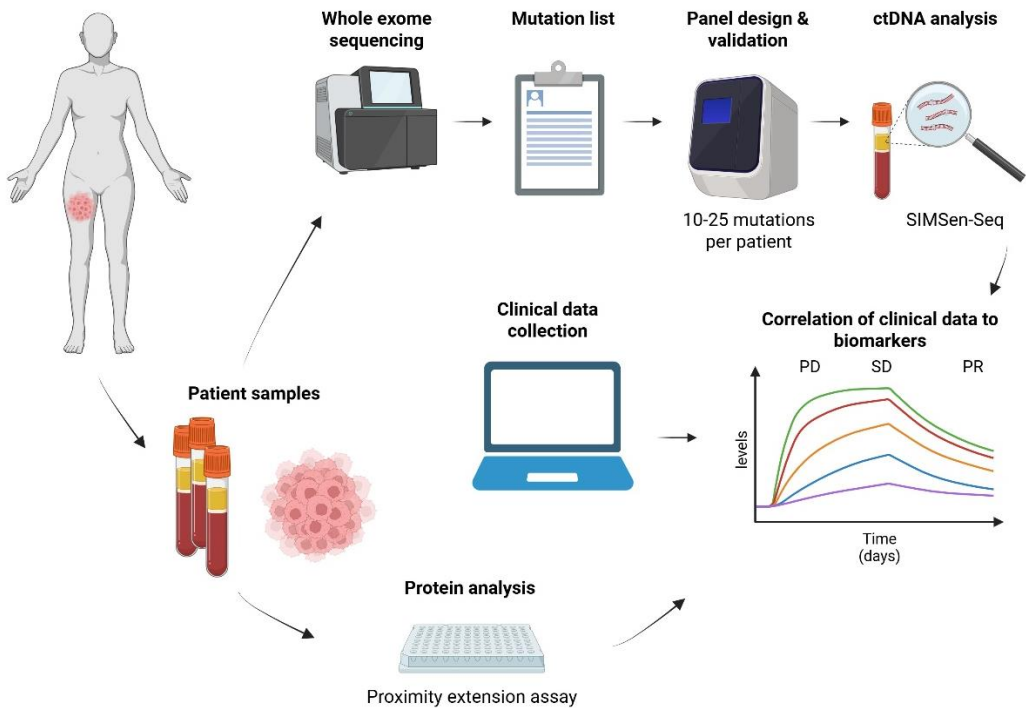 Whole exome
sequencing
Mutation list
Panel design &
validation
ctDNA analysis
10-25 mutations
per patient
SIMSen-Seq
Clinical data
collection
Correlation of clinical data to
biomarkers
PD SD PR
levels
Time
(days)
Patient samples
Protein analysis
Proximity extension assay